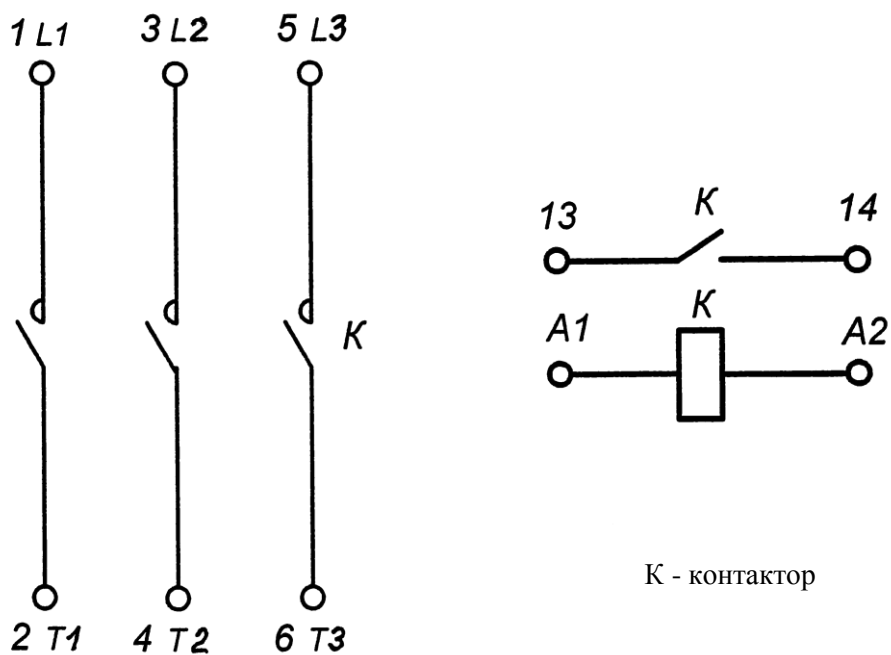 1 L1 3 L2 5 L3
13 К 14
К
К
A1 A2
К - контактор
2 T1 4 T2 6 T3